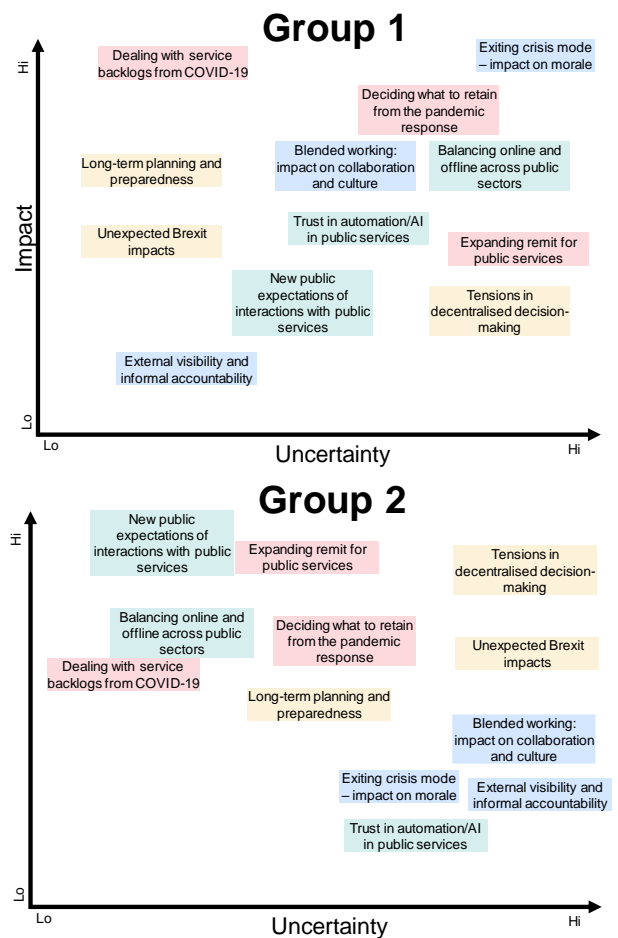 Group 1
Hi
Dealing with service
backlogs from COVID-19
Exiting crisis mode
– impact on morale
Deciding what to retain
from the pandemic
response
Long-term planning and
preparedness
Blended working:
impact on collaboration
and culture
Balancing online and
offline across public
sectors
Impact
Unexpected Brexit
impacts
Trust in automation/AI
in public services
Expanding remit for
public services
New public
expectations of
interactions with public
services
Tensions in
decentralised decision-
making
External visibility and
informal accountability
Lo
Lo
Uncertainty
Hi
Group 2
Hi
New public
expectations of
interactions with public
services
Expanding remit for
public services
Tensions in
decentralised decision-
making
Balancing online and
offline across public
sectors
Deciding what to retain
from the pandemic
response
Unexpected Brexit
impacts
Dealing with service
backlogs from COVID-19
Long-term planning and
preparedness
Blended working:
impact on collaboration
and culture
Exiting crisis mode
– impact on morale
External visibility and
informal accountability
Trust in automation/AI
in public services
Lo
Lo
Uncertainty
Hi